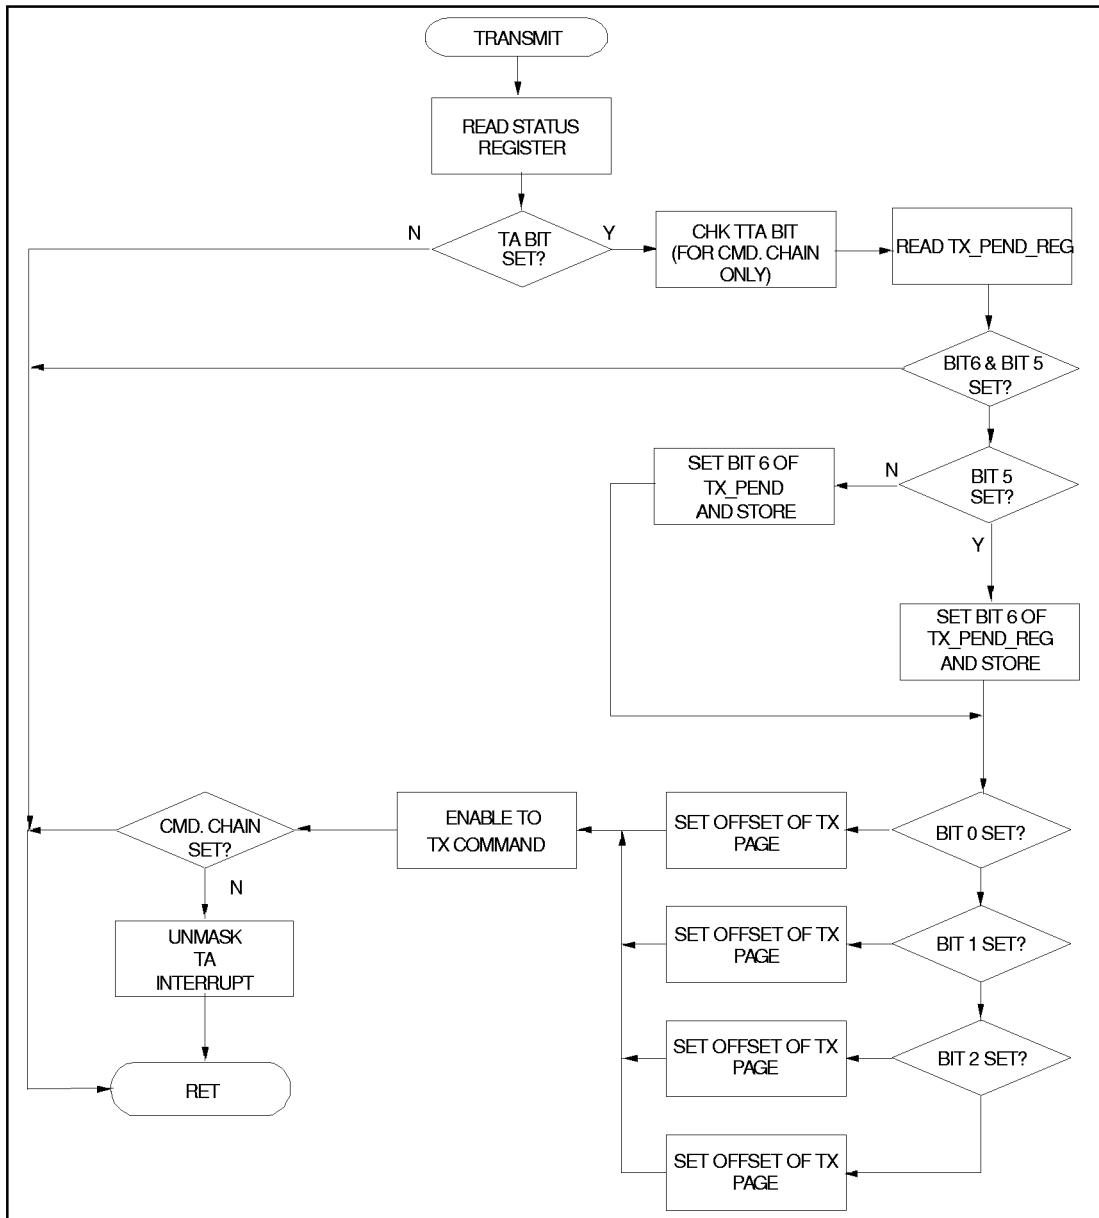 TRANSMIT
READ STATUS
REGISTER
N
TA BIT
SET?
Y
CHK TTA BIT
(FOR CMD. CHAIN
ONLY)
READ TX_PEND_REG
BIT6 & BIT 5
SET?
SET BIT 6 OF
TX_PEND
AND STORE
N
BIT 5
SET?
Y
SET BIT 6 OF
TX_PEND_REG
AND STORE
CMD. CHAIN
SET?
ENABLE TO
TX COMMAND
SET OFFSET OF TX
PAGE
BIT 0 SET?
N
UNMASK
TA
INTERRUPT
SET OFFSET OF TX
PAGE
BIT 1 SET?
SET OFFSET OF TX
PAGE
BIT 2 SET?
RET
SET OFFSET OF TX
PAGE